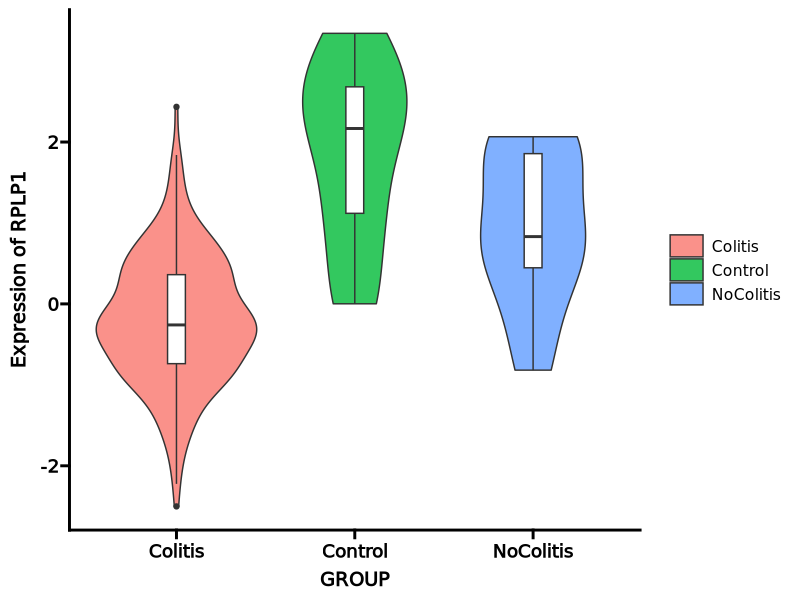 Expression of RPLP1
2
0
-2
Colitis
Control
NoColitis
GROUP
Colitis
Control
NoColitis